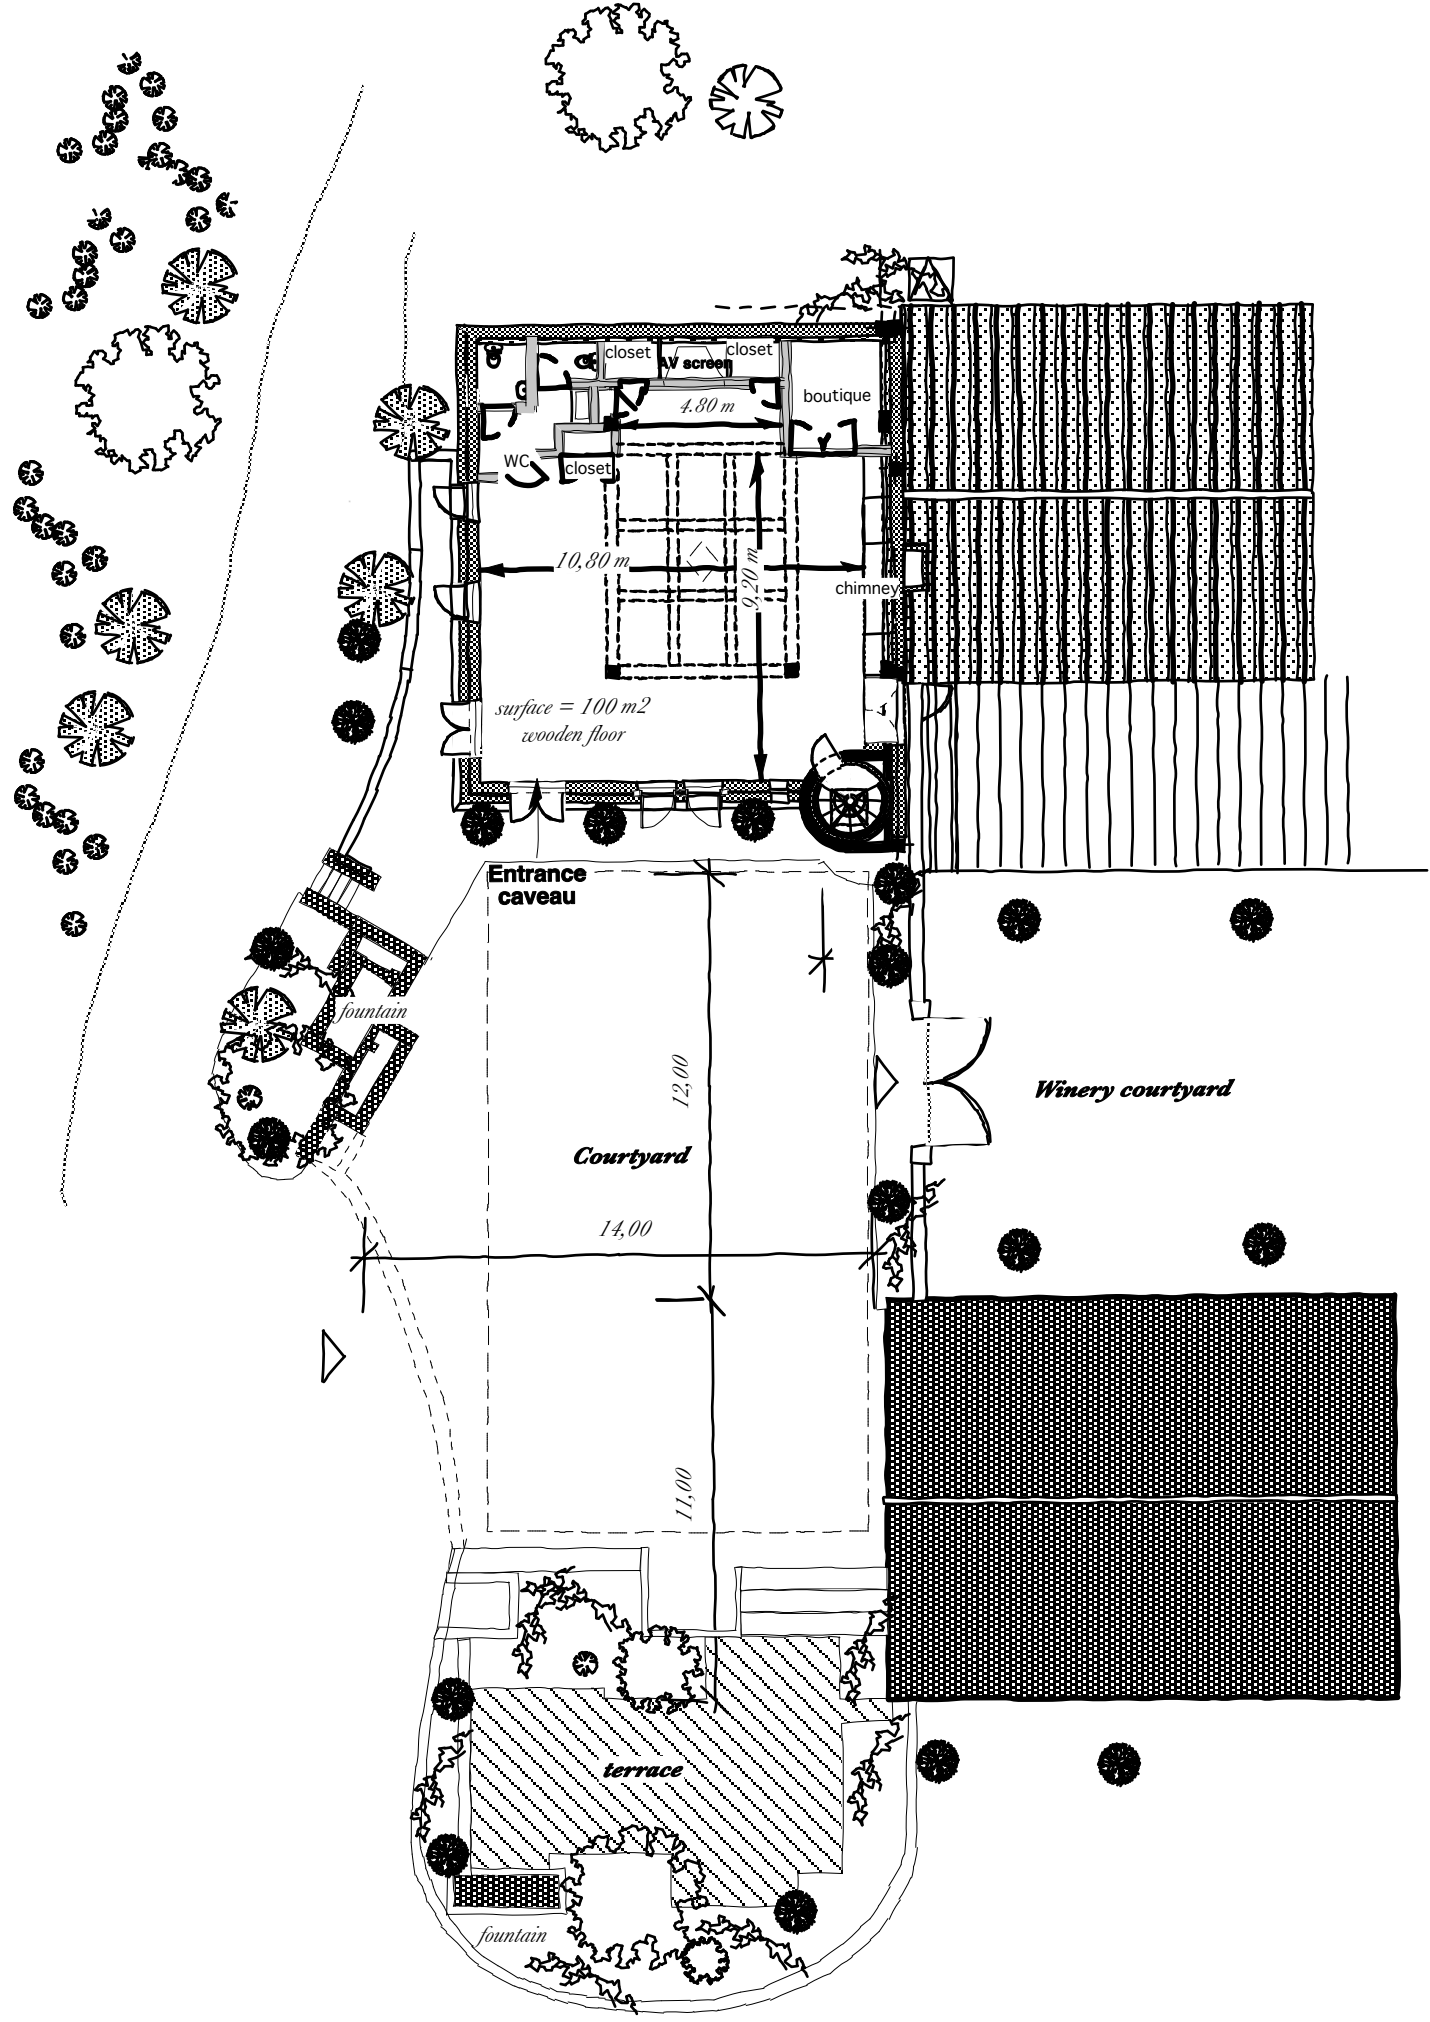 closet
closet
AV screen
boutique
4.80 m
WC
closet
10,80 m
9,20 m
chimney
surface = 100 m2
wooden floor
Entrance
caveau
fountain
12,00
Winery courtyard
Courtyard
14,00
11,00
terrace
fountain